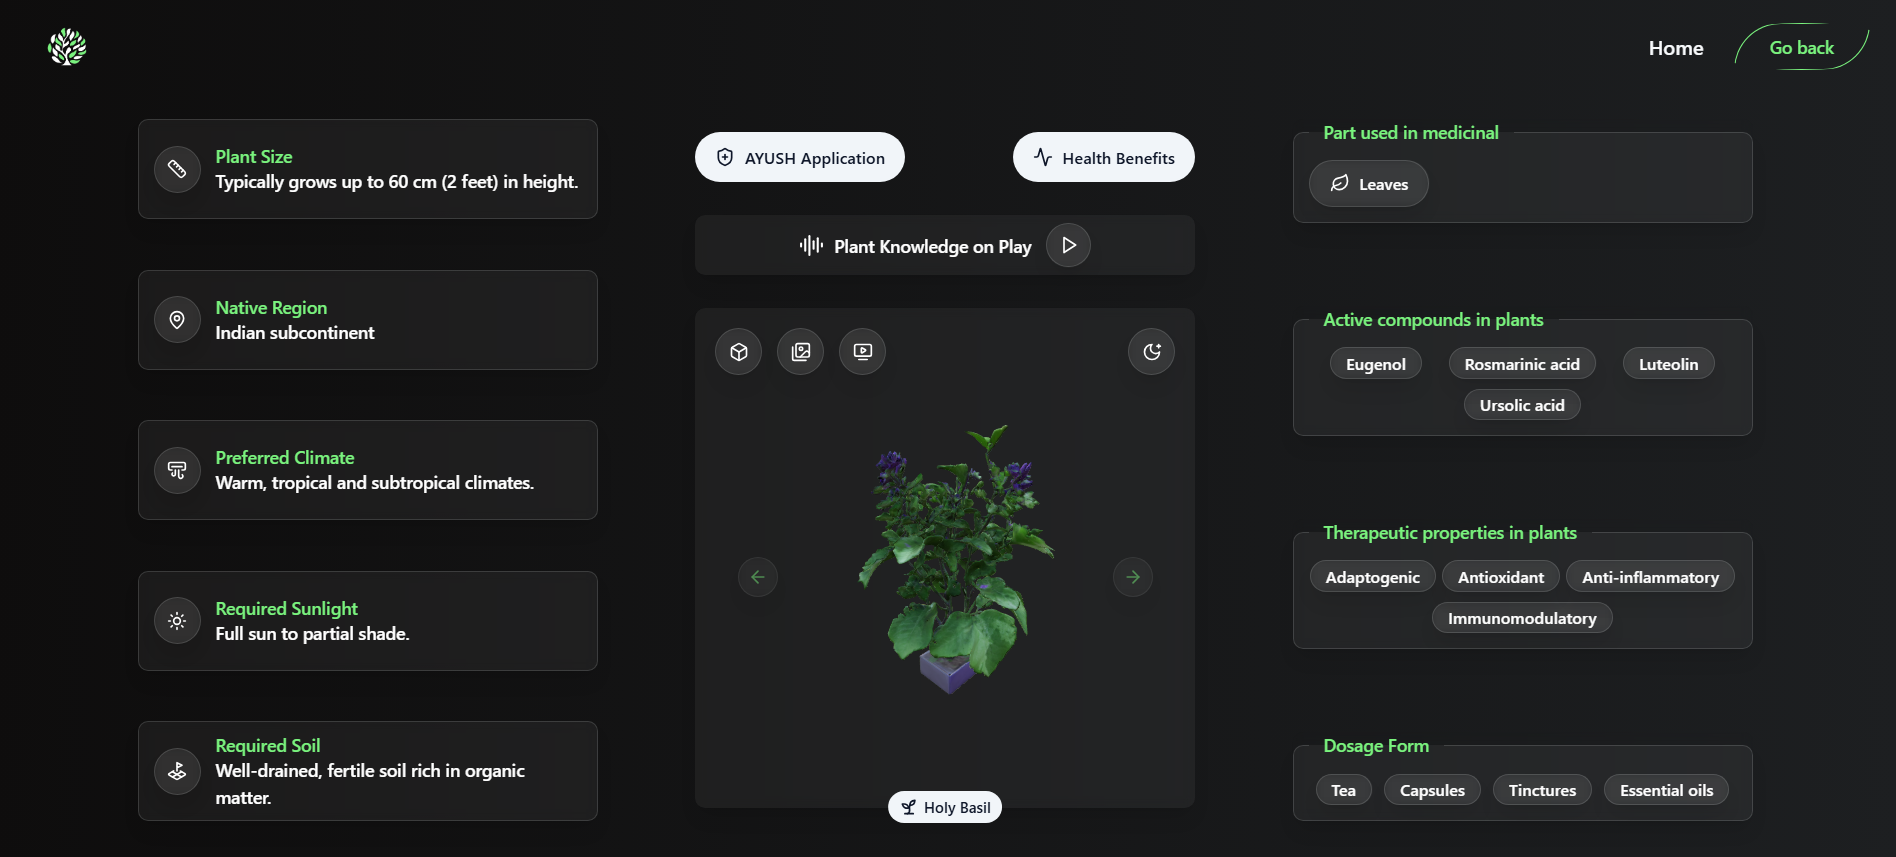 Home
Go back
Plant Size
Typically grows up to 60 cm (2 feet) in height.
Native Region
Indian subcontinent
Preferred Climate
Warm, tropical and subtropical climates.
Required Sunlight
Full sun to partial shade.
Required Soil
Well-drained, fertile soil rich in organic
matter.
AYUSH Application
Health Benefits
Plant Knowledge on Play
Holy Basil
Part used in medicinal
Leaves
Active compounds in plants
Eugenol
Rosmarinic acid
Luteolin
Ursolic acid
Therapeutic properties in plants
Adaptogenic
Antioxidant
Anti-inflammatory
Immunomodulatory
Dosage Form
Tea
Capsules
Tinctures
Essential oils